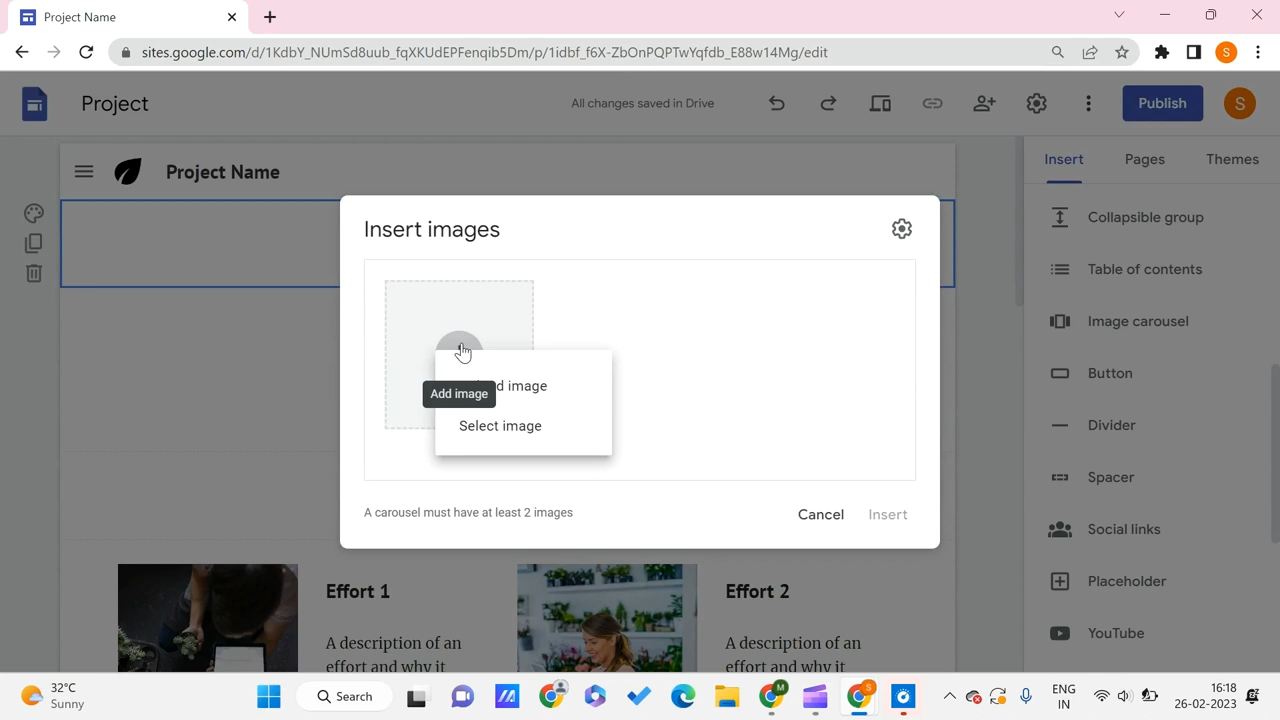 Project Name
sites.google.com/d/1KdbY_NUmSd8uub_fqXKUdEPFenqib5Dm/p/1idbf_f6X-ZbOnPQPTwYqfdb_E88w14Mg/edit
S
Project
All changes saved in Drive
Publish
S
Project Name
Insert
Pages
Themes
Insert images
Collapsible group
Table of contents
Image carousel
Button
Divider
Spacer
Social links
Placeholder
YouTube
Add image
image
Select image
A carousel must have at least 2 images
Cancel
Insert
Effort 1
A description of an
effort and why it
Effort 2
A description of an
effort and why it
32°C
Sunny
Search
M
S
ENG
IN
16:18
26-02-2023